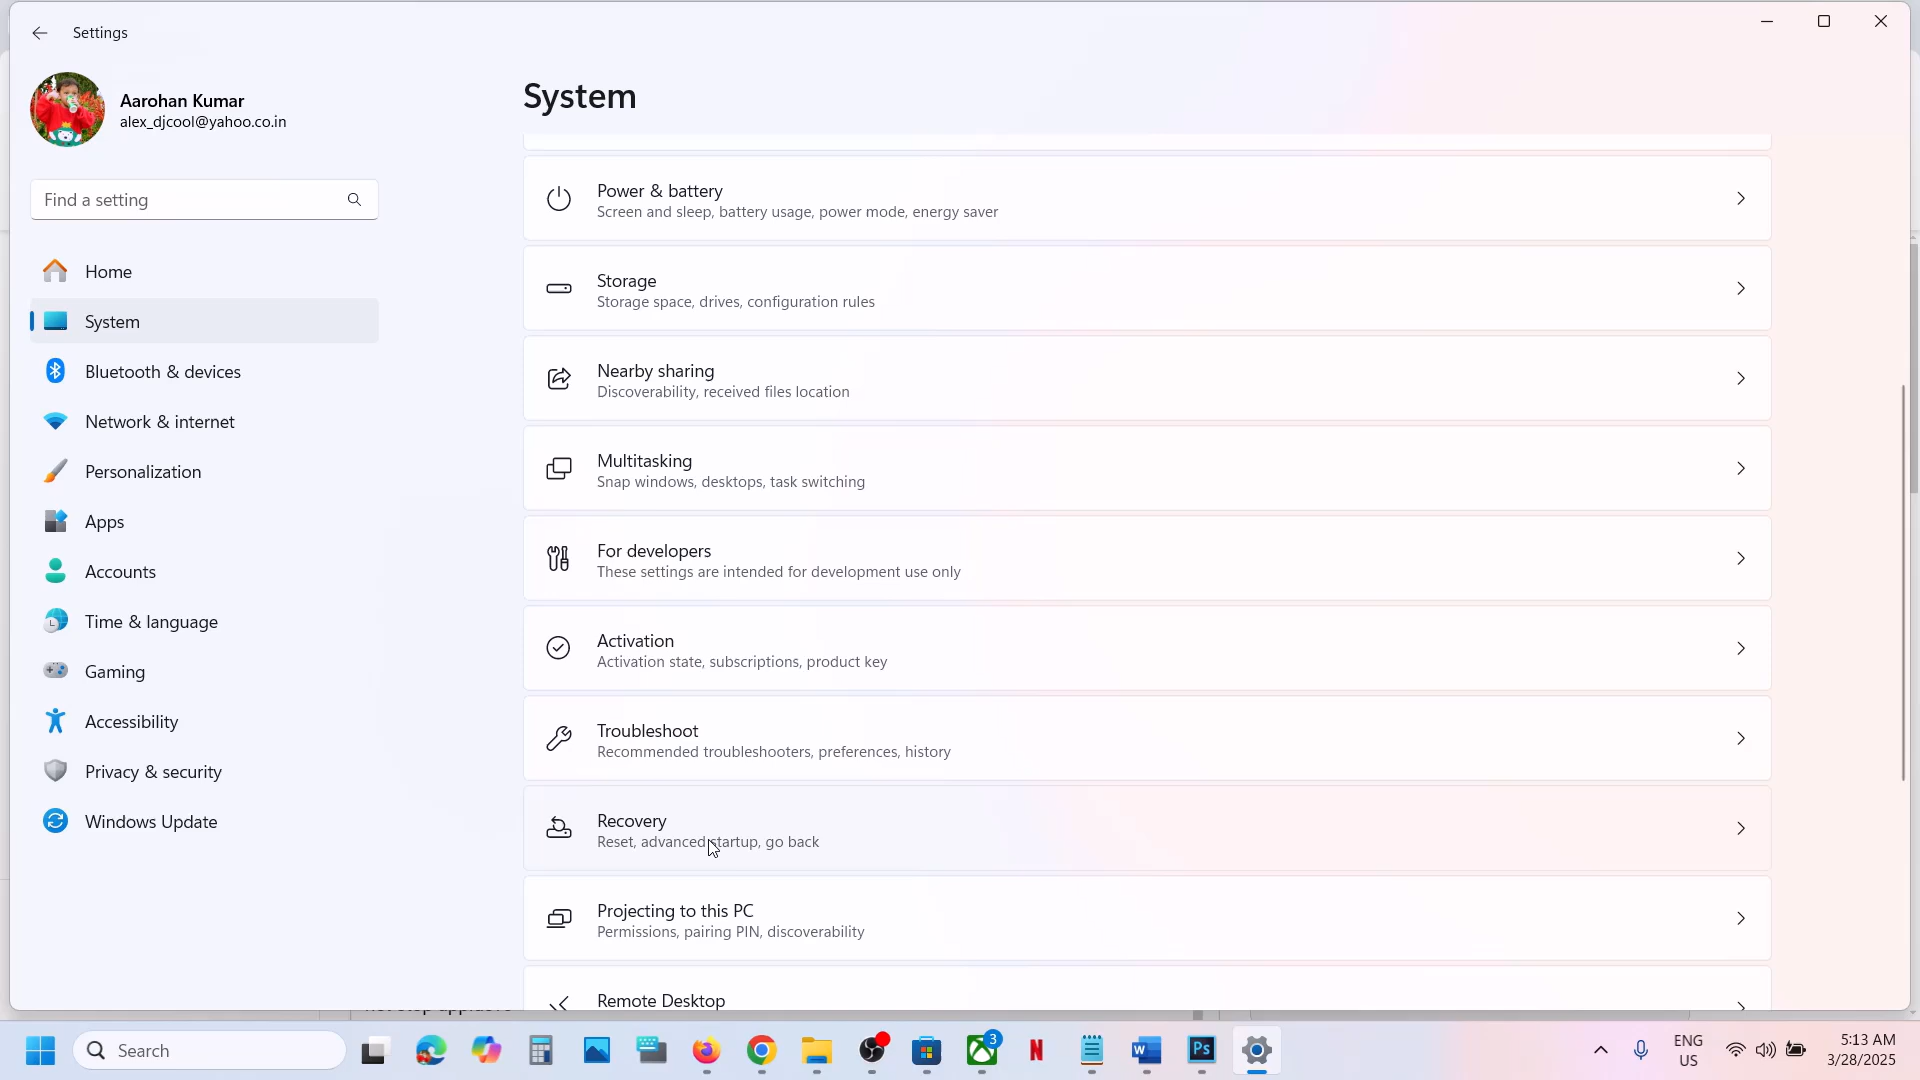 Settings
Aarohan Kumar
alex_djcool@yahoo.co.in
Find a setting
Home
System
Bluetooth & devices
Network & internet
Personalization
Apps
Accounts
Time & language
Gaming
Accessibility
Privacy & security
Windows Update
System
Power & battery
Screen and sleep, battery usage, power mode, energy saver
Storage
Storage space, drives, configuration rules
Nearby sharing
Discoverability, received files location
Multitasking
Snap windows, desktops, task switching
For developers
These settings are intended for development use only
Activation
Activation state, subscriptions, product key
Troubleshoot
Recommended troubleshooters, preferences, history
Recovery
Reset, advanced startup, go back
Projecting to this PC
Permissions, pairing PIN, discoverability
Remote Desktop
Search
3
N
W
Ps
ENG
US
5:13 AM
3/28/2025